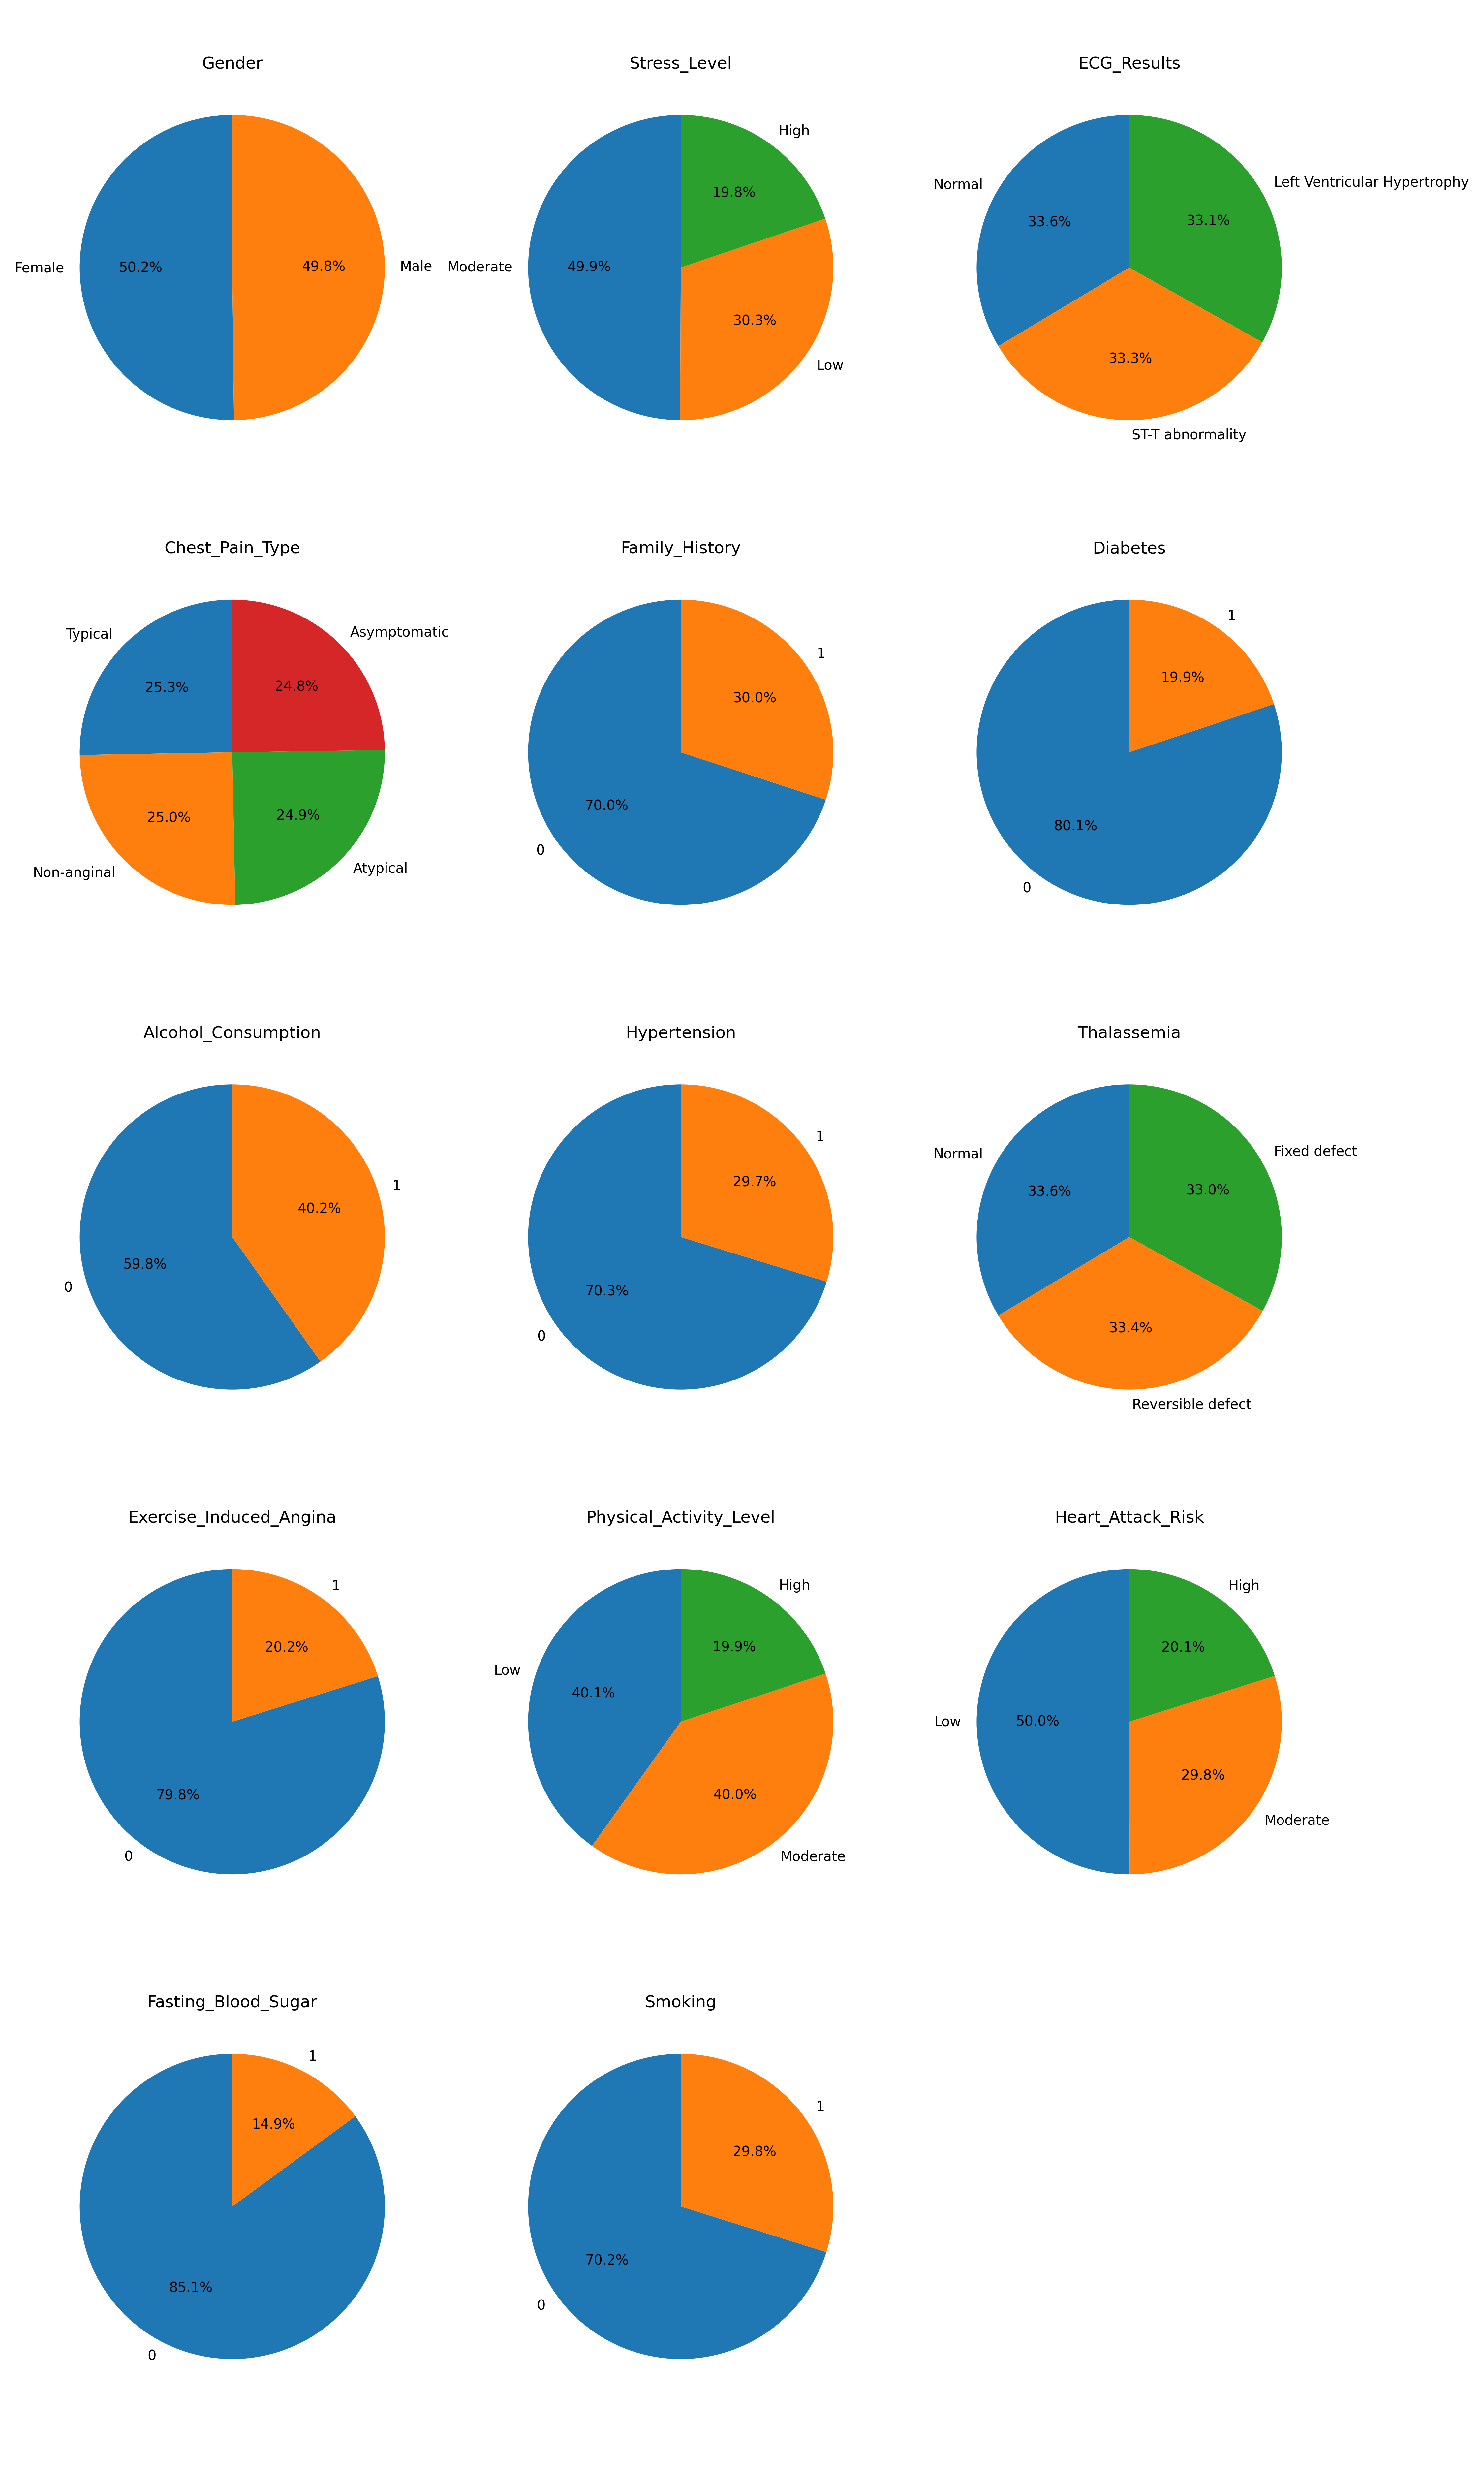 Gender
Female
50.2%
49.8%
Male
Stress_Level
High
19.8%
Moderate
49.9%
30.3%
Low
ECG_Results
Normal
33.6%
33.1%
Left Ventricular Hypertrophy
33.3%
ST-T abnormality
Chest_Pain_Type
Typical
Asymptomatic
25.3%
24.8%
25.0%
24.9%
Non-anginal
Atypical
Family_History
1
30.0%
70.0%
0
Diabetes
1
19.9%
80.1%
0
Alcohol_Consumption
1
40.2%
59.8%
0
Hypertension
1
29.7%
70.3%
0
Thalassemia
Normal
Fixed defect
33.6%
33.0%
33.4%
Reversible defect
Exercise_Induced_Angina
1
20.2%
79.8%
0
Physical_Activity_Level
High
19.9%
Low
40.1%
40.0%
Moderate
Heart_Attack_Risk
High
20.1%
Low
50.0%
29.8%
Moderate
Fasting_Blood_Sugar
1
14.9%
85.1%
0
Smoking
1
29.8%
70.2%
0